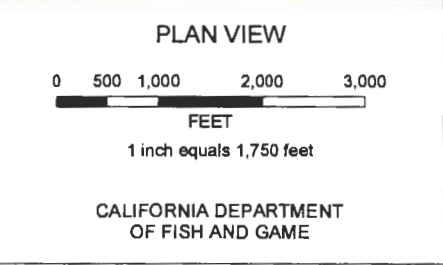 PLAN VIEW
0 500 1,000 2,000 3,000
FEET
1 inch equals 1,750 feet
CALIFORNIA DEPARTMENT
OF FISH AND GAME